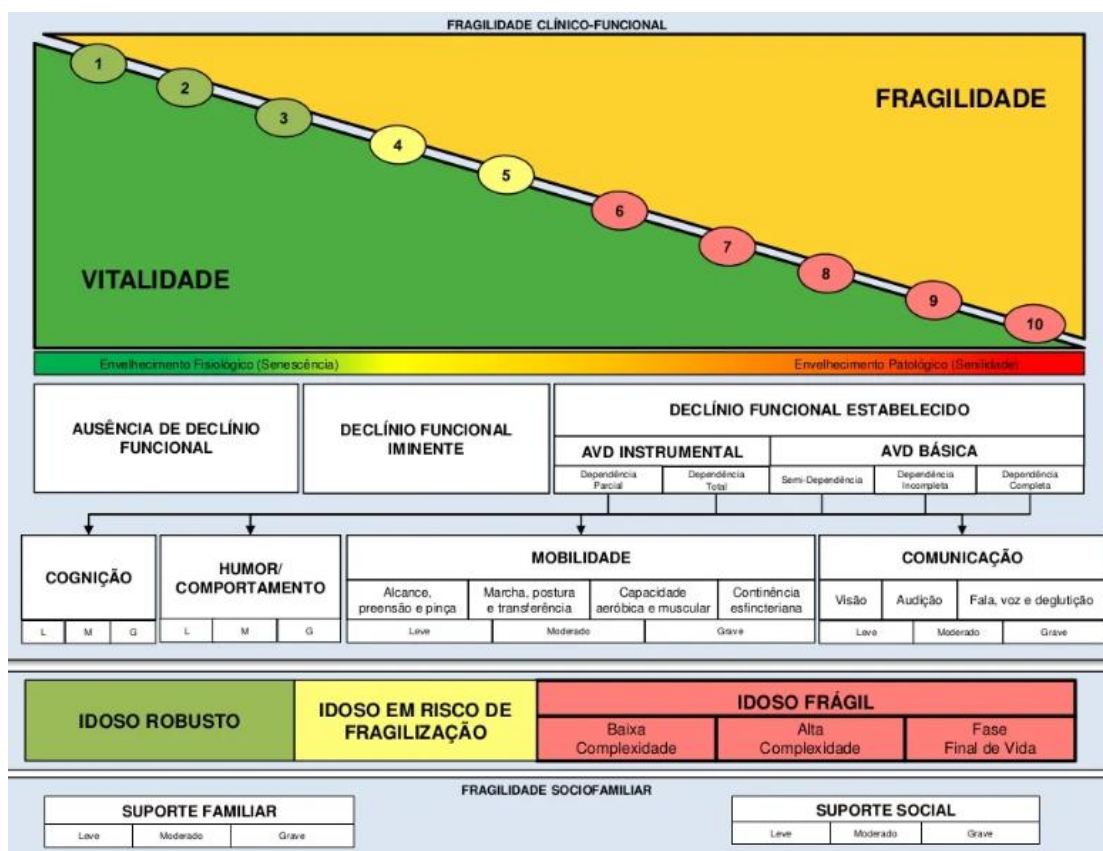 FRAGILIDADE CLÍNICO-FUNCIONAL
1
2
3
4
5
6
7
8
9
10
FRAGILIDADE
VITALIDADE
Envelhecimento Fisiológico (Senescência)
Envelhecimento Patológico (Senilidade)
AUSÊNCIA DE DECLÍNIO
FUNCIONAL
DECLÍNIO FUNCIONAL
IMINENTE
DECLÍNIO FUNCIONAL ESTABELECIDO
AVD INSTRUMENTAL
AVD BÁSICA
Dependência
Parcial
Dependência
Total
Semi-Dependência
Dependência
Incompleta
Dependência
Completa
COGNIÇÃO
L
M
G
HUMOR/
COMPORTAMENTO
L
M
G
MOBILIDADE
Alcance,
preensão e pinça
Marcha, postura
e transferência
Capacidade
aeróbica e muscular
Continência
esfincteriana
Leve
Moderado
Grave
COMUNICAÇÃO
Visão
Audição
Fala, voz e deglutição
Leve
Moderado
Grave
IDOSO ROBUSTO
IDOSO EM RISCO DE
FRAGILIZAÇÃO
IDOSO FRÁGIL
Baixa
Complexidade
Alta
Complexidade
Fase
Final de Vida
FRAGILIDADE SOCIOFAMILIAR
SUPORTE FAMILIAR
Leve
Moderado
Grave
SUPORTE SOCIAL
Leve
Moderado
Grave